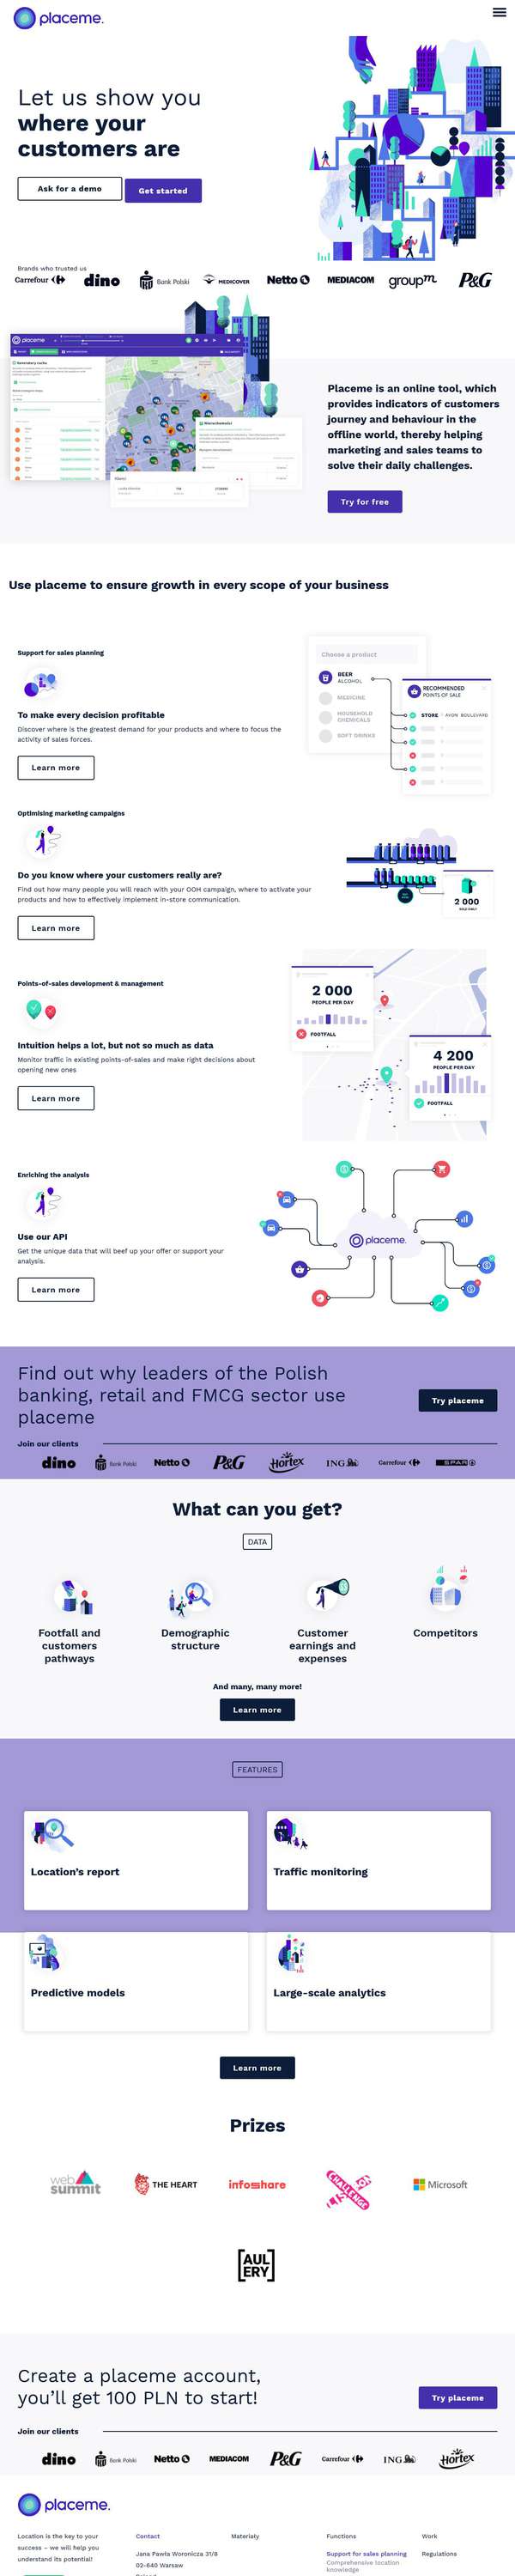 placeme.
Let us show you
where your
customers are
Ask for a demo
Get started
Brands who trusted us
Carrefour
dino
Bank Polski
MEDICOVER
Netto
MEDIACOM
groupm
P&G
placeme
Placeme is an online tool, which
provides indicators of customers
journey and behaviour in the
offline world, thereby helping
marketing and sales teams to
solve their daily challenges.
Try for free
Use placeme to ensure growth in every scope of your business
Support for sales planning
To make every decision profitable
Discover where is the greatest demand for your products and where to focus the
activity of sales forces.
Learn more
Choose a product
BEER
ALCOHOL
MEDICINE
HOUSEHOLD
CHEMICALS
SOFT DRINKS
RECOMMENDED
POINTS OF SALE
STORE
AVON BOULEVARD
Optimising marketing campaigns
Do you know where your customers really are?
Find out how many people you will reach with your OOH campaign, where to activate your
products and how to effectively implement in-store communication.
Learn more
2 000
Points-of-sales development & management
Intuition helps a lot, but not so much as data
Monitor traffic in existing points-of-sales and make right decisions about
opening new ones
Learn more
2 000
PEOPLE PER DAY
FOOTFALL
4 200
PEOPLE PER DAY
FOOTFALL
Enriching the analysis
Use our API
Get the unique data that will beef up your offer or support your
analysis.
Learn more
placeme.
Find out why leaders of the Polish
banking, retail and FMCG sector use
placeme
Try placeme
Join our clients
dino
Bank Polski
Netto
P&G
Hortex
ING
Carrefour
SPAR
What can you get?
DATA
Footfall and
customers
pathways
Demographic
structure
Customer
earnings and
expenses
Competitors
And many, many more!
Learn more
FEATURES
Location's report
Traffic monitoring
Predictive models
Large-scale analytics
Learn more
Prizes
web
summit
THE HEART
infoshare
CHALLENGE
Microsoft
AUL
ERY
Create a placeme account,
you'll get 100 PLN to start!
Try placeme
Join our clients
dino
Bank Polski
Netto
MEDIACOM
P&G
Carrefour
ING
Hortex
placeme.
Location is the key to your
success – we will help you
understand its potential!
Contact
Jana Pawła Woronicza 31/8
02-640 Warsaw
Materiały
Functions
Support for sales planning
Comprehensive location
knowledge
Work
Regulations